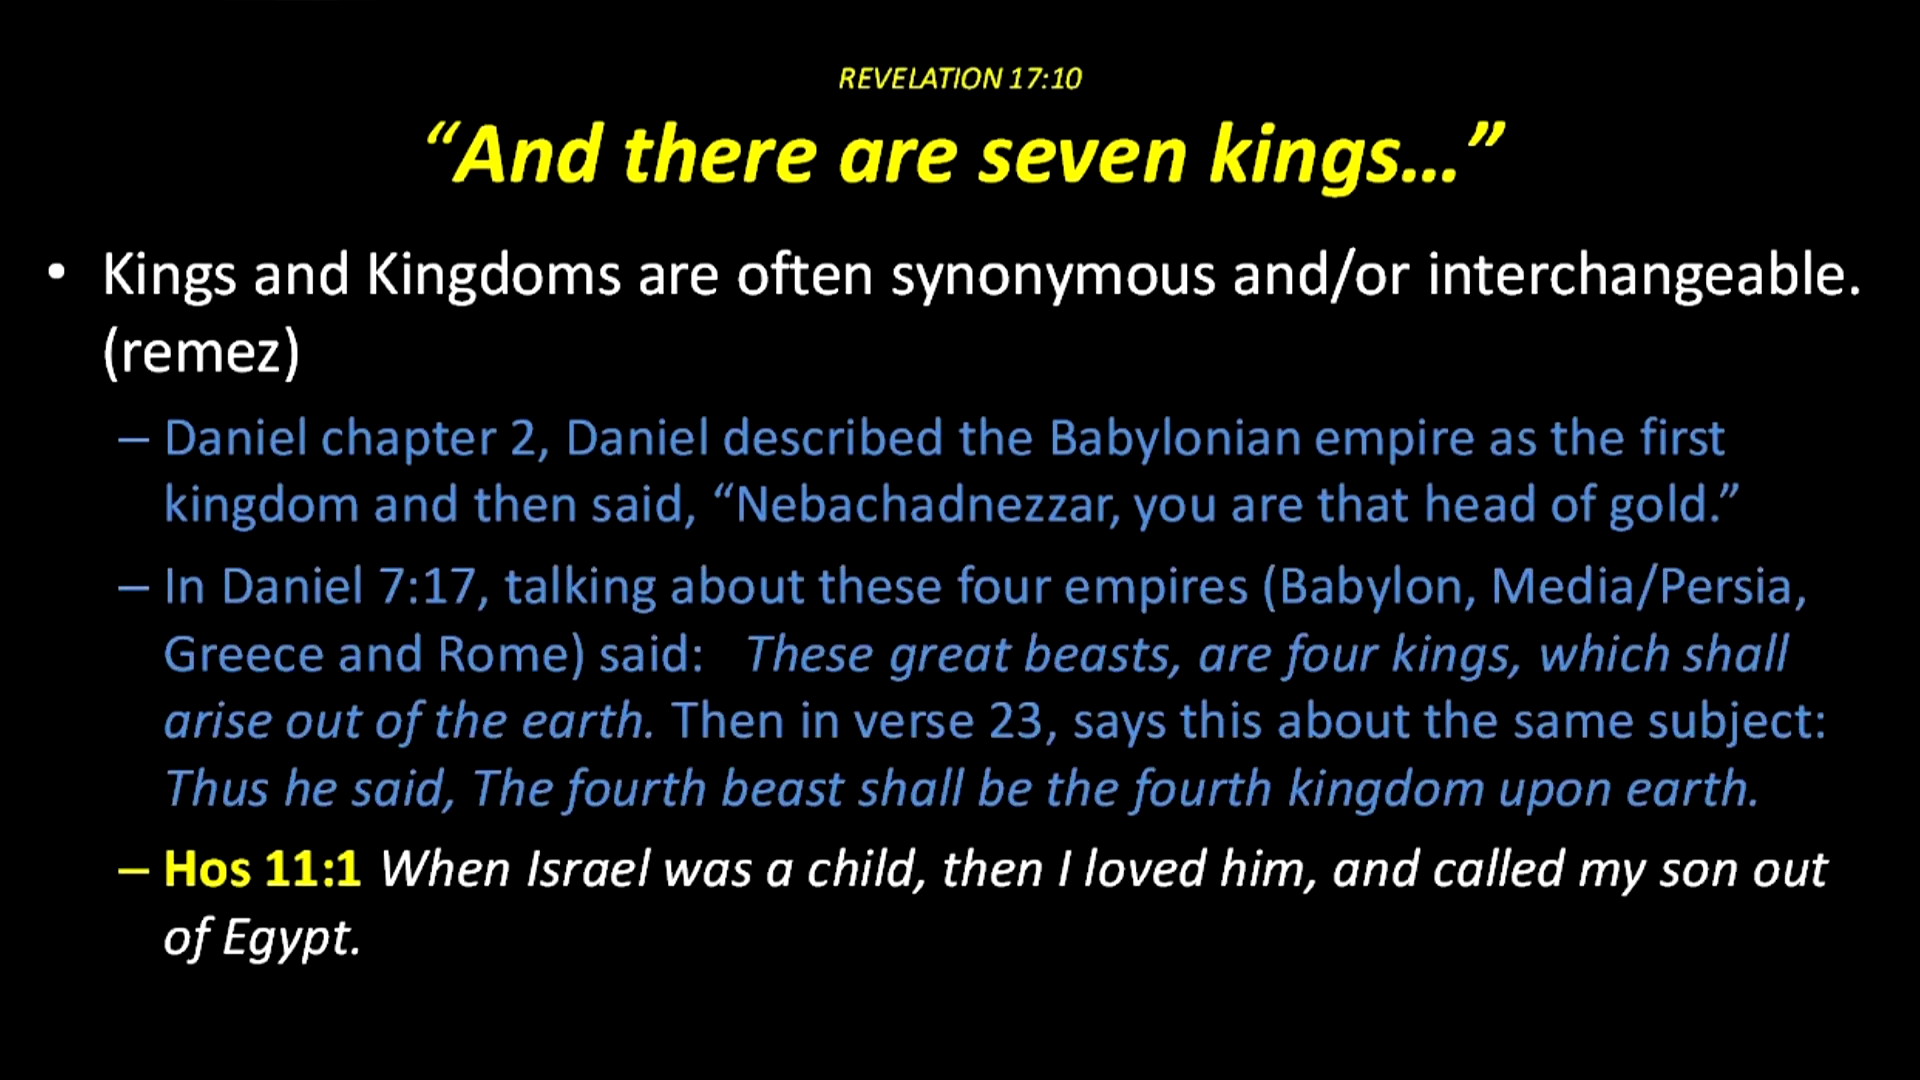 REVELATION 17:10
“And there are seven kings...”
• Kings and Kingdoms are often synonymous and/or interchangeable.
(remez)
– Daniel chapter 2, Daniel described the Babylonian empire as the first
kingdom and then said, “Nebachadnezzar, you are that head of gold.”
– In Daniel 7:17, talking about these four empires (Babylon, Media/Persia,
Greece and Rome) said: These great beasts, are four kings, which shall
arise out of the earth. Then in verse 23, says this about the same subject:
Thus he said, The fourth beast shall be the fourth kingdom upon earth.
– Hos 11:1 When Israel was a child, then I loved him, and called my son out
of Egypt.